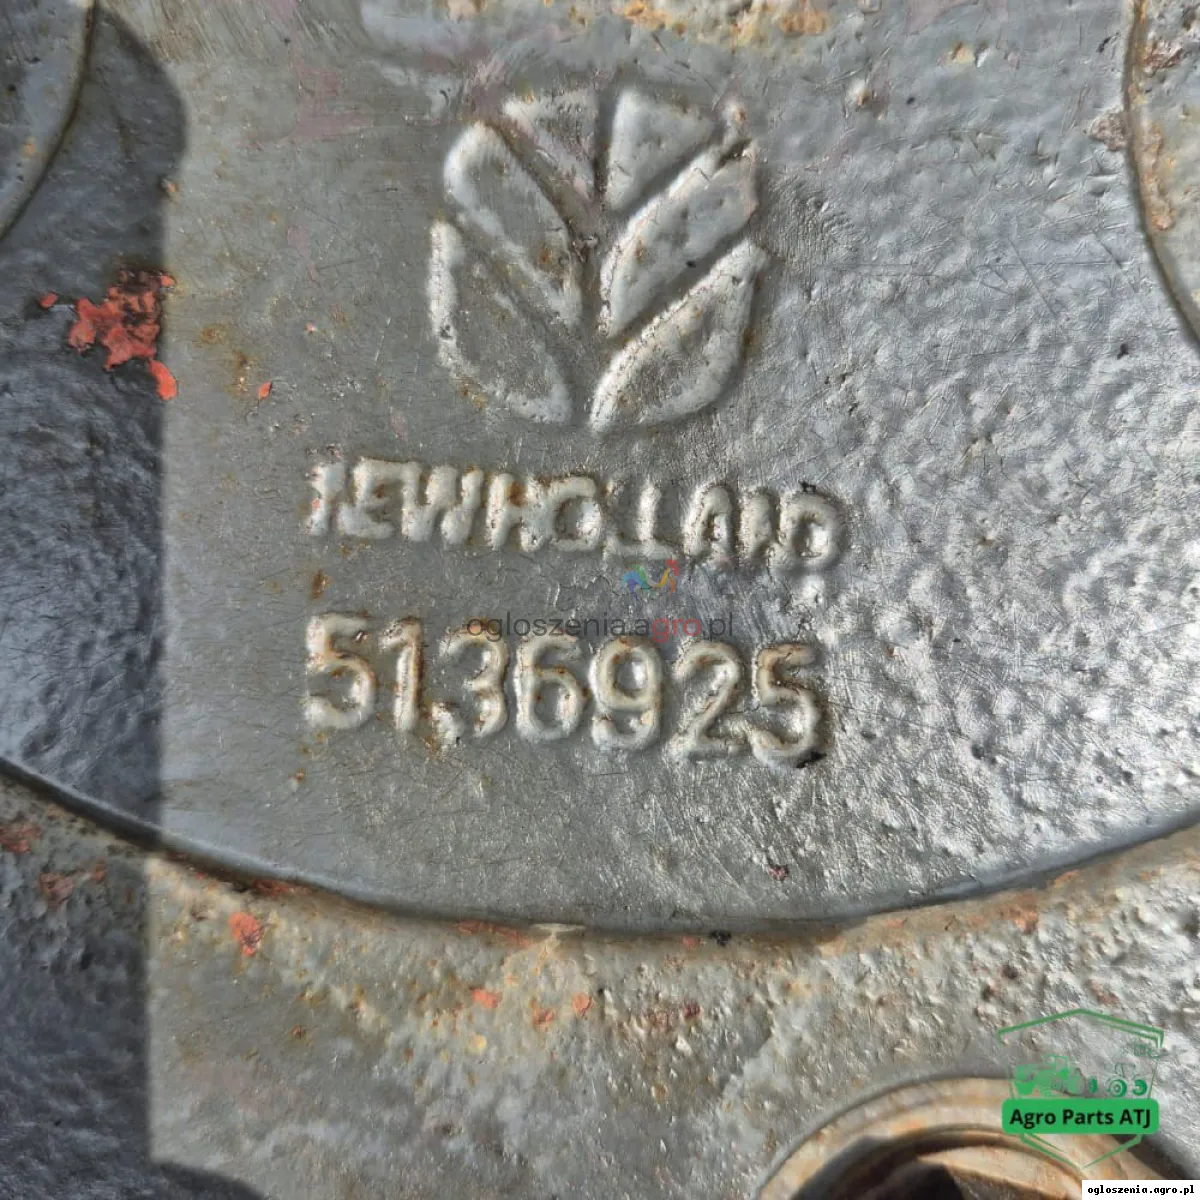 NEWHOLLAND
ogloszenia.agro.pl
5136925
Agro Parts ATJ
ogloszenia.agro.pl